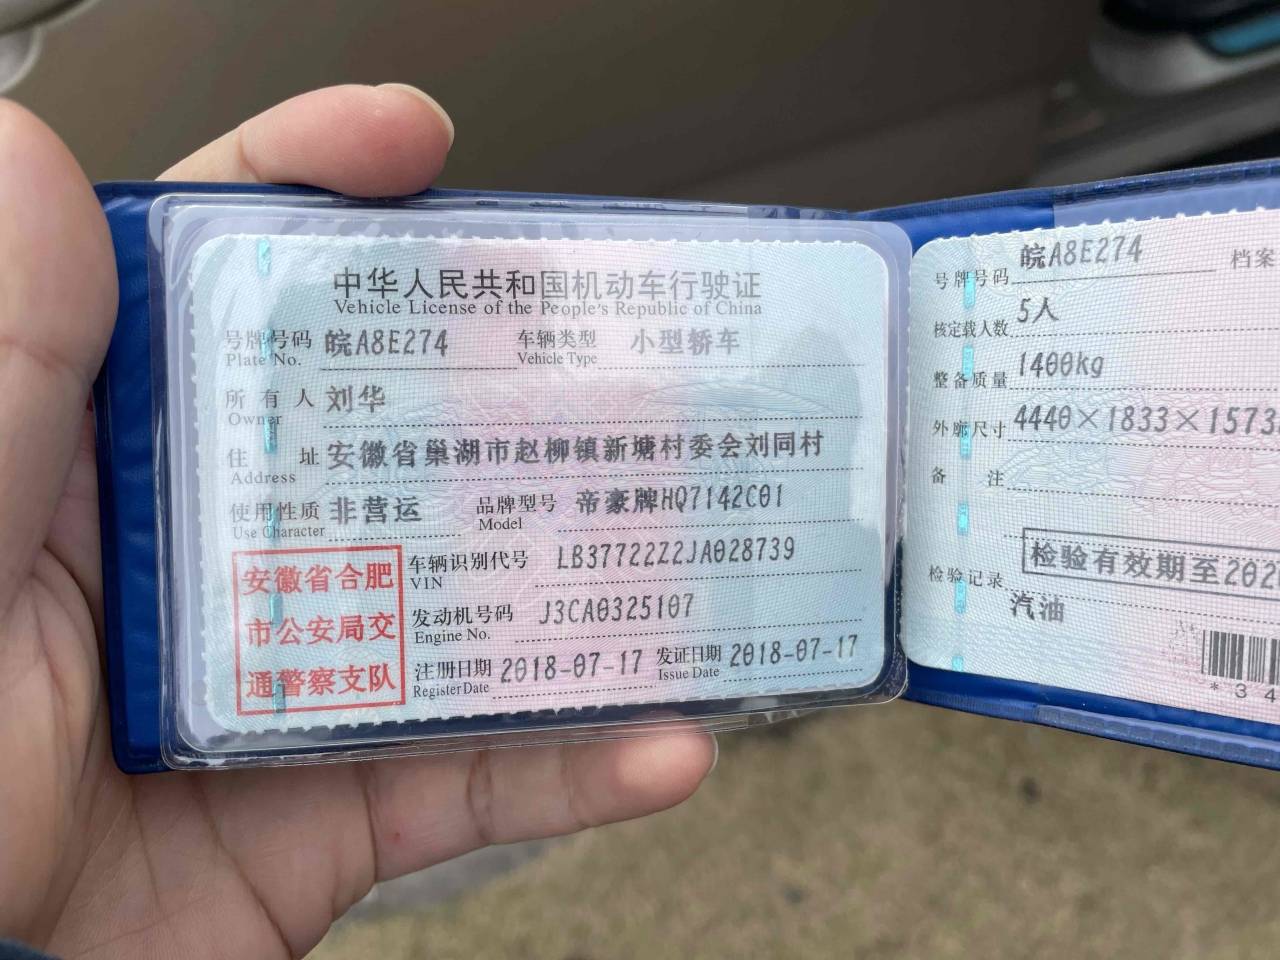 中华人民共和国机动车行驶证
Vehicle License of the People's Republic of China
号牌号码 皖A8E274 车辆类型 小型轿车
Plate No. Vehicle Type
所有人 刘华
Owner
住址 安徽省巢湖市赵柳镇新塘村委会刘同村
Address
使用性质 非营运 品牌型号 帝豪牌HQ7142C01
Use Character Model
安徽省合肥
市公安局交
通警察支队
车辆识别代号 LB37722Z2JA028739
VIN
发动机号码 J3CA0325107
Engine No.
注册日期 2018-07-17 发证日期 2018-07-17
Register Date Issue Date
号牌号码 皖A8E274 档案
核定载人数 5人
整备质量 1400kg
外廓尺寸 4440×1833×1573
备注
检验有效期至202
检验记录
汽油
*34